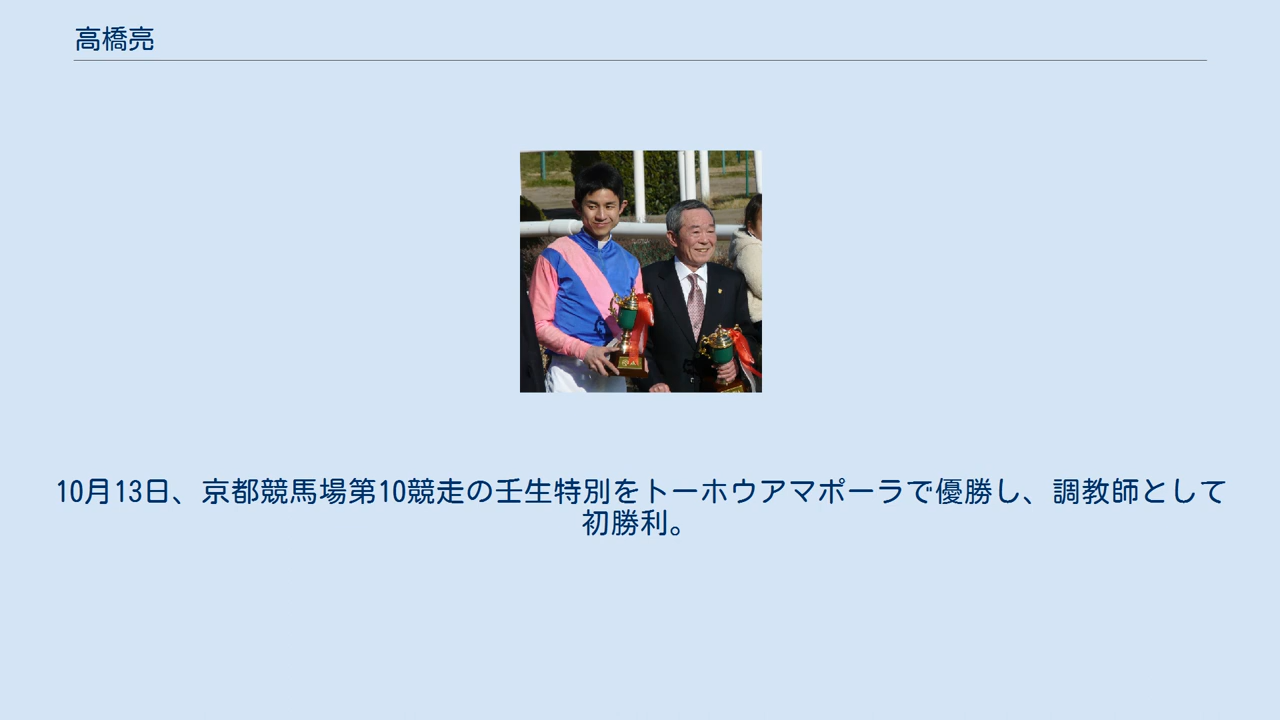 高橋亮
10月13日、京都競馬場第10競走の壬生特別をトーホウアマポーラで優勝し、調教師として
初勝利。